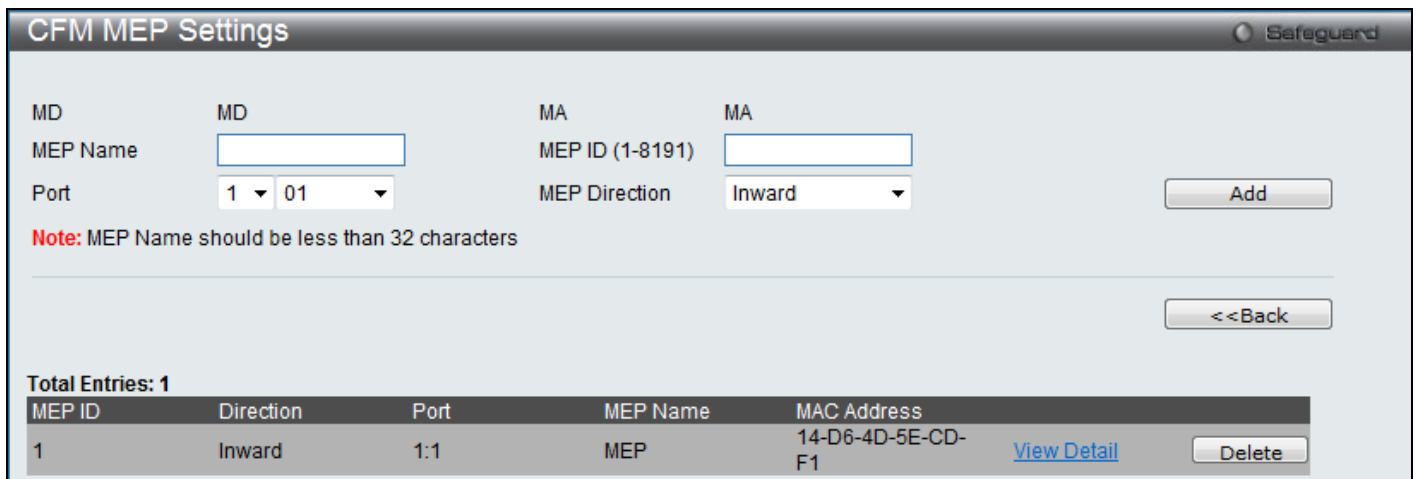 CFM MEP Settings Safeguard
MD MD MA MA
MEP Name MEP ID (1-8191)
Port 1 01 MEP Direction Inward Add
Note: MEP Name should be less than 32 characters
<<Back
Total Entries: 1
MEP ID Direction Port MEP Name MAC Address
1 Inward 1:1 MEP 14-D6-4D-5E-CD-F1 View Detail Delete